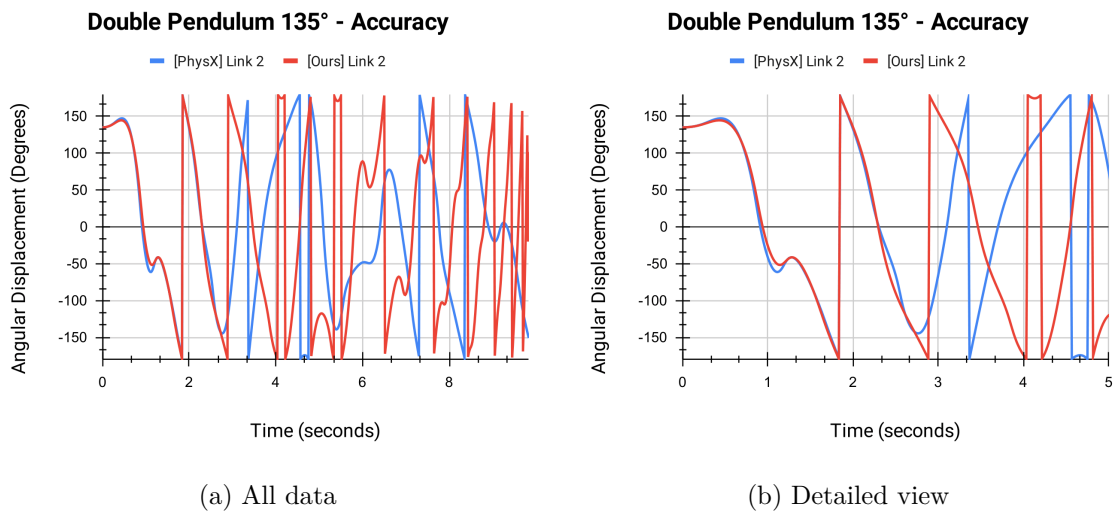 Double Pendulum 135° - Accuracy
[PhysX] Link 2 [Ours] Link 2
Angular Displacement (Degrees)
150
100
50
0
-50
-100
-150
0 2 4 6 8
Time (seconds)
(a) All data
Double Pendulum 135° - Accuracy
[PhysX] Link 2 [Ours] Link 2
Angular Displacement (Degrees)
150
100
50
0
-50
-100
-150
0 1 2 3 4 5
Time (seconds)
(b) Detailed view